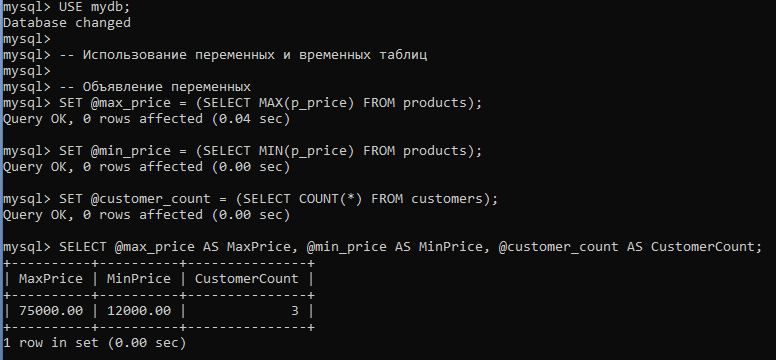 mysql> USE mydb;
Database changed
mysql>
mysql> -- Использование переменных и временных таблиц
mysql>
mysql> -- Объявление переменных
mysql> SET @max_price = (SELECT MAX(p_price) FROM products);
Query OK, 0 rows affected (0.04 sec)

mysql> SET @min_price = (SELECT MIN(p_price) FROM products);
Query OK, 0 rows affected (0.00 sec)

mysql> SET @customer_count = (SELECT COUNT(*) FROM customers);
Query OK, 0 rows affected (0.00 sec)

mysql> SELECT @max_price AS MaxPrice, @min_price AS MinPrice, @customer_count AS CustomerCount;
+----------+----------+---------------+
| MaxPrice | MinPrice | CustomerCount |
+----------+----------+---------------+
| 75000.00 | 12000.00 |             3 |
+----------+----------+---------------+
1 row in set (0.00 sec)